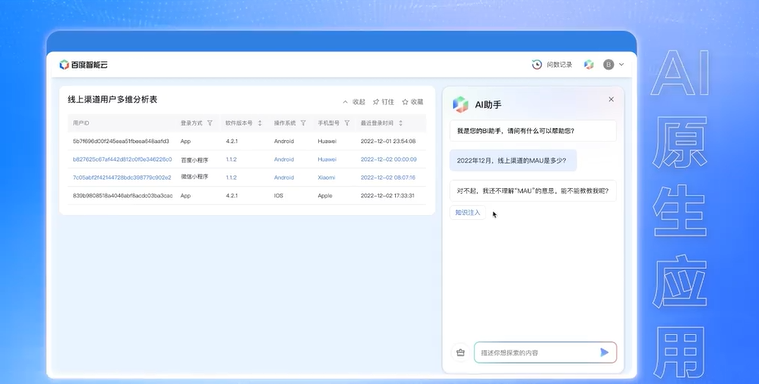 百度智能云
问数记录
B
线上渠道用户多维分析表
收起 钉住 收藏
用户ID 登录方式 软件版本号 操作系统 手机型号 最近登录时间
App 4.2.1 Android Huawei 2022-12-01 23:54:08
百度小程序 1.1.2 Android Huawei 2022-12-02 00:00:09
微信小程序 1.1.2 Android Xiaomi 2022-12-02 08:07:16
App 4.2.1 iOS Apple 2022-12-02 17:33:31
AI助手
我是您的BI助手，请问有什么可以帮助您？
2022年12月，线上渠道的MAU是多少？
对不起，我还不理解“MAU”的意思，能不能教教我呢？
知识注入
描述你想探索的内容
AI原生应用